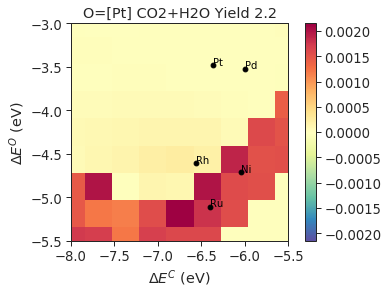 O=[Pt] CO2+H2O Yield 2.2
−3.0
−3.5
−4.0
−4.5
−5.0
−5.5
ΔE^O (eV)
−8.0 −7.5 −7.0 −6.5 −6.0 −5.5
ΔE^C (eV)
Pt
Pd
Rh
Ni
Ru
0.0020
0.0015
0.0010
0.0005
0.0000
−0.0005
−0.0010
−0.0015
−0.0020